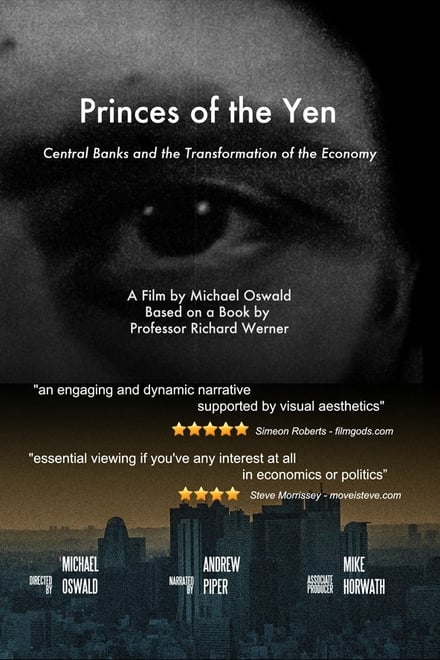 Princes of the Yen
Central Banks and the Transformation of the Economy
A Film by Michael Oswald
Based on a Book by
Professor Richard Werner
"an engaging and dynamic narrative
supported by visual aesthetics"
Simeon Roberts - filmgods.com
"essential viewing if you've any interest at all
in economics or politics"
Steve Morrissey - moveisteve.com
DIRECTED BY
MICHAEL OSWALD
NARRATED BY
ANDREW PIPER
ASSOCIATE PRODUCER
MIKE HORWATH